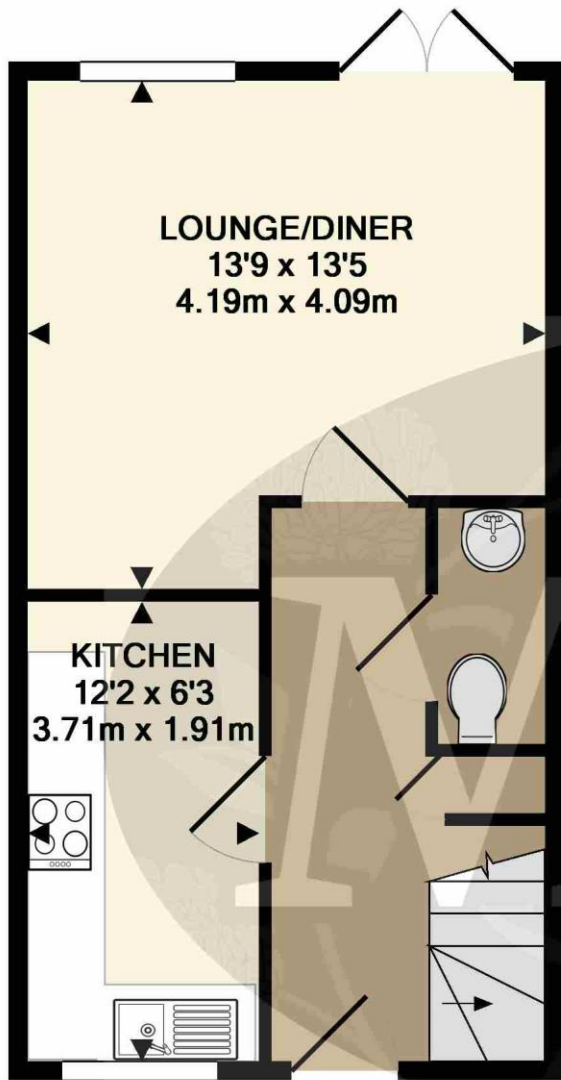 LOUNGE/DINER
13'9 x 13'5
4.19m x 4.09m
KITCHEN
12'2 x 6'3
3.71m x 1.91m
M